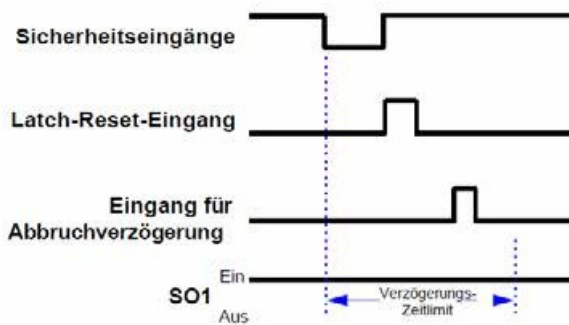 Sicherheitseingänge
Latch-Reset-Eingang
Eingang für
Abbruchverzögerung
Ein
SO1
Aus
Verzögerungs-
Zeitlimit